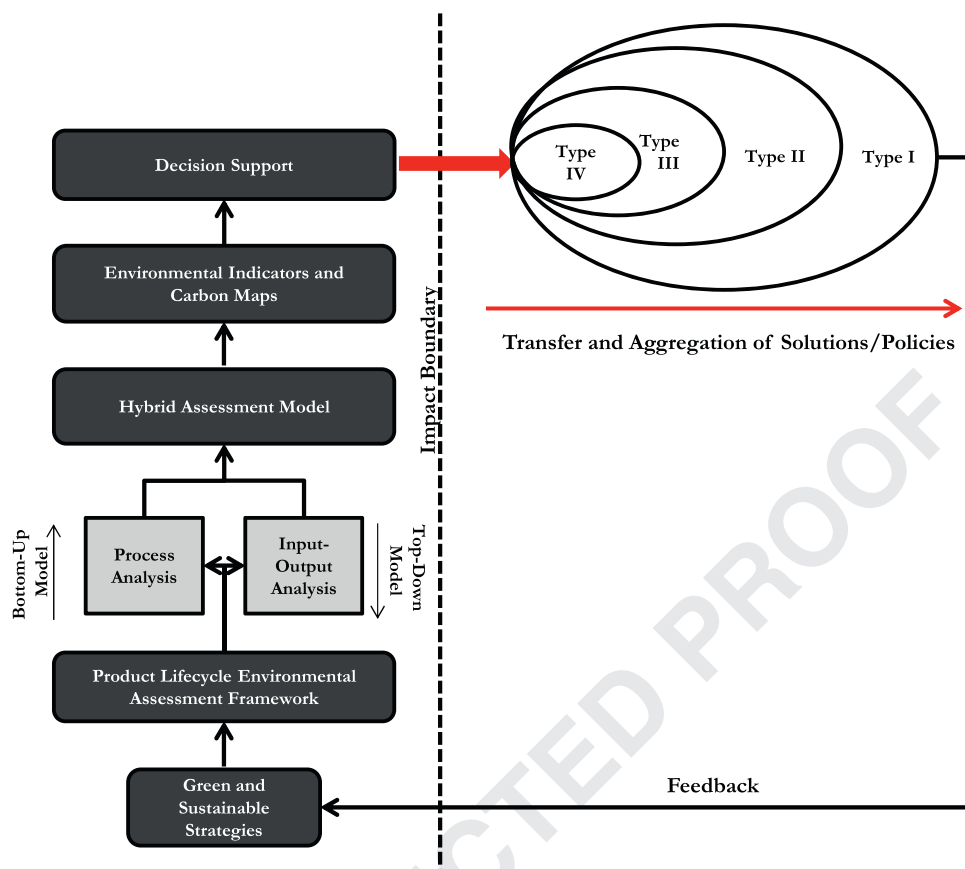 Decision Support
Environmental Indicators and
Carbon Maps
Hybrid Assessment Model
Bottom-Up
Model
Process
Analysis
Input-
Output
Analysis
Top-Down
Model
Product Lifecycle Environmental
Assessment Framework
Green and
Sustainable
Strategies
Impact Boundary
Type
IV
Type
III
Type II
Type I
Transfer and Aggregation of Solutions/Policies
Feedback
CTED PROOF